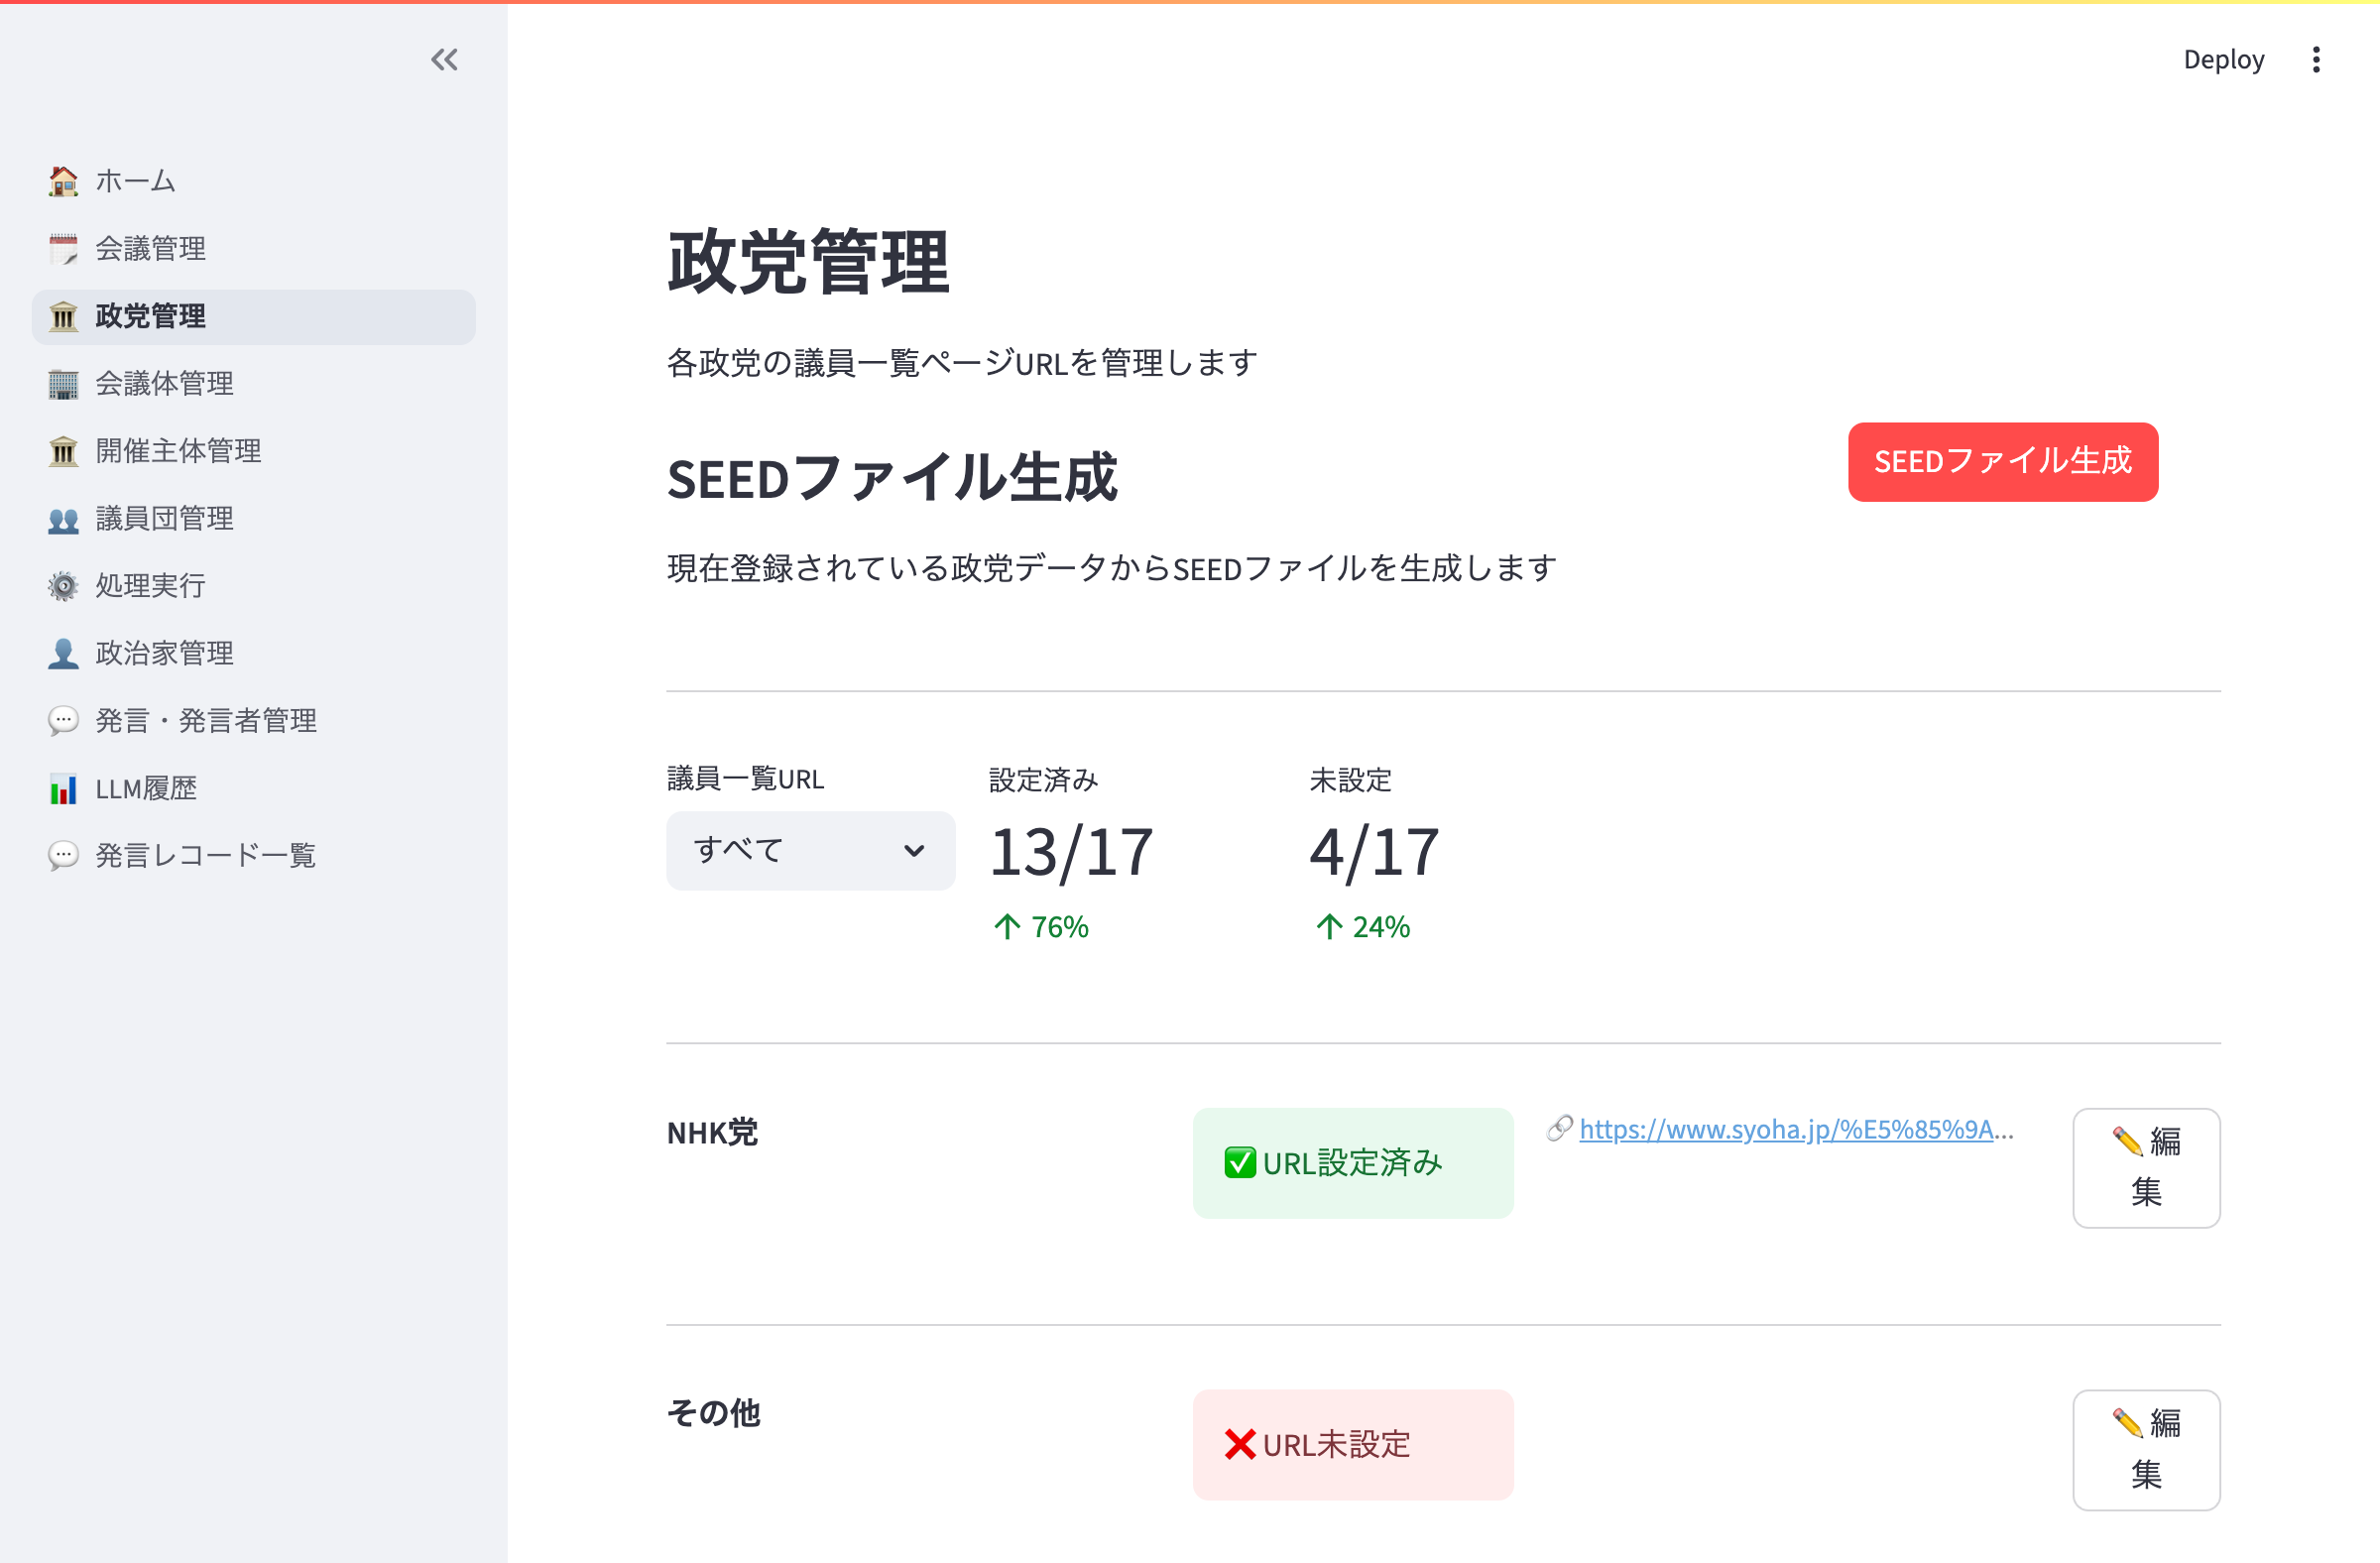 Deploy
ホーム
会議管理
政党管理
会議体管理
開催主体管理
議員団管理
処理実行
政治家管理
発言・発言者管理
LLM履歴
発言レコード一覧
政党管理
各政党の議員一覧ページURLを管理します
SEEDファイル生成
SEEDファイル生成
現在登録されている政党データからSEEDファイルを生成します
議員一覧URL
すべて
設定済み
13/17
↑ 76%
未設定
4/17
↑ 24%
NHK党
✅ URL設定済み
🔗 https://www.syoha.jp/%E5%85%9A...
✏️ 編
集
その他
❌ URL未設定
✏️ 編
集